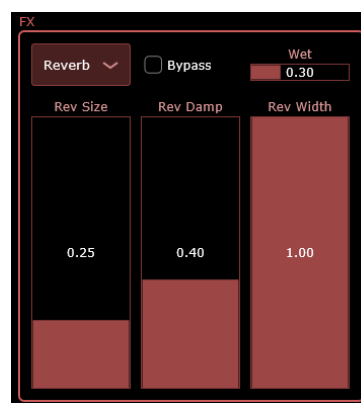 FX
Reverb
Bypass
Wet
0.30
Rev Size
Rev Damp
Rev Width
0.25
0.40
1.00